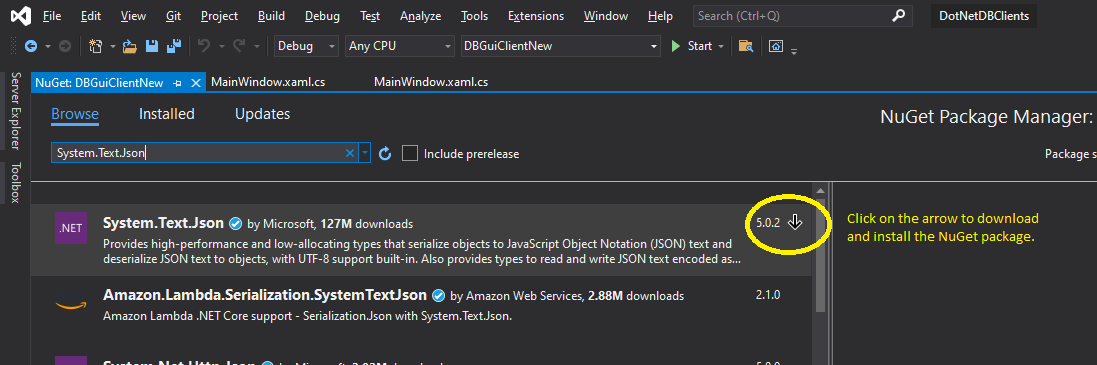 File Edit View Git Project Build Debug Test Analyze Tools Extensions Window Help Search (Ctrl+Q) DotNetDBClients
Debug Any CPU DBGuiClientNew Start
Server Explorer
Toolbox
NuGet: DBGuiClientNew MainWindow.xaml.cs MainWindow.xaml.cs
Browse Installed Updates
NuGet Package Manager:
System.Text.Json Include prerelease
Package s
.NET
System.Text.Json by Microsoft, 127M downloads 5.0.2
Provides high-performance and low-allocating types that serialize objects to JavaScript Object Notation (JSON) text and
deserialize JSON text to objects, with UTF-8 support built-in. Also provides types to read and write JSON text encoded as...
Click on the arrow to download
and install the NuGet package.
Amazon.Lambda.Serialization.SystemTextJson by Amazon Web Services, 2.88M downloads 2.1.0
Amazon Lambda .NET Core support - Serialization.Json with System.Text.Json.